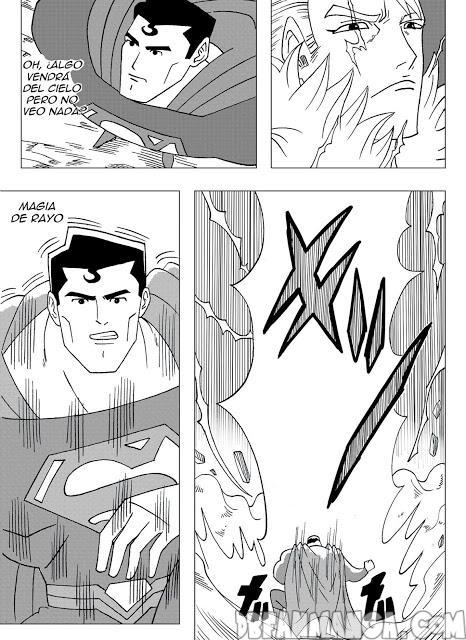 OH, ¿ALGO
VENDRÁ
DEL CIELO
PERO NO
VEO NADA?
MAGIA
DE RAYO
DBFANMANGA.COM